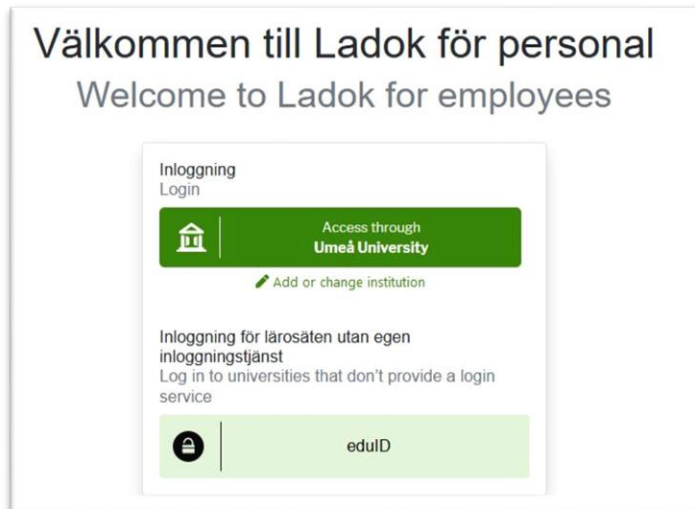 Välkommen till Ladok för personal
Welcome to Ladok for employees
Inloggning
Login
Access through
Umeå University
Add or change institution
Inloggning för lärosäten utan egen
inloggningstjänst
Log in to universities that don't provide a login
service
eduID